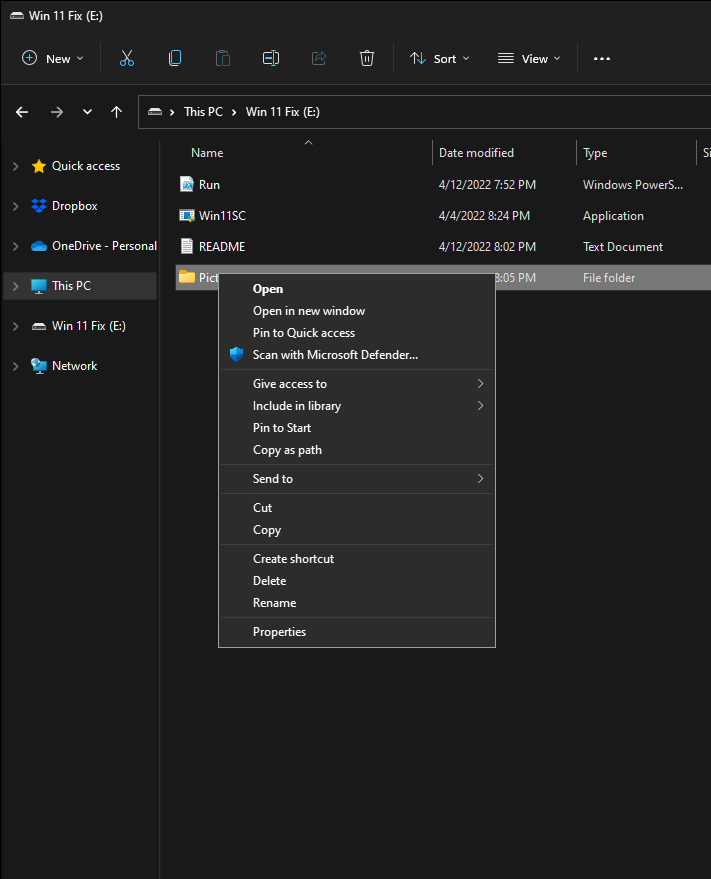 Win 11 Fix (E:)
New
Sort
View
This PC
Win 11 Fix (E:)
Name
Date modified
Type
Quick access
Dropbox
OneDrive - Personal
This PC
Win 11 Fix (E:)
Network
Run 4/12/2022 7:52 PM Windows PowerS...
Win11SC 4/4/2022 8:24 PM Application
README 4/12/2022 8:02 PM Text Document
Pict 8:05 PM File folder
Open
Open in new window
Pin to Quick access
Scan with Microsoft Defender...
Give access to
Include in library
Pin to Start
Copy as path
Send to
Cut
Copy
Create shortcut
Delete
Rename
Properties